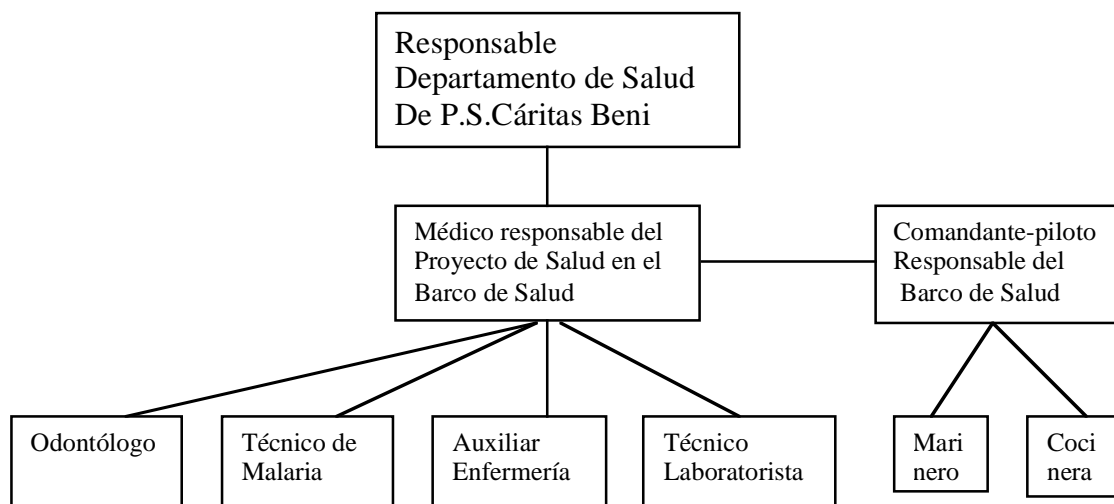 Responsable
Departamento de Salud
De P.S.Cáritas Beni
Médico responsable del
Proyecto de Salud en el
Barco de Salud
Comandante-piloto
Responsable del
Barco de Salud
Odontólogo
Técnico de
Malaria
Auxiliar
Enfermería
Técnico
Laboratorista
Mari
nero
Coci
nera